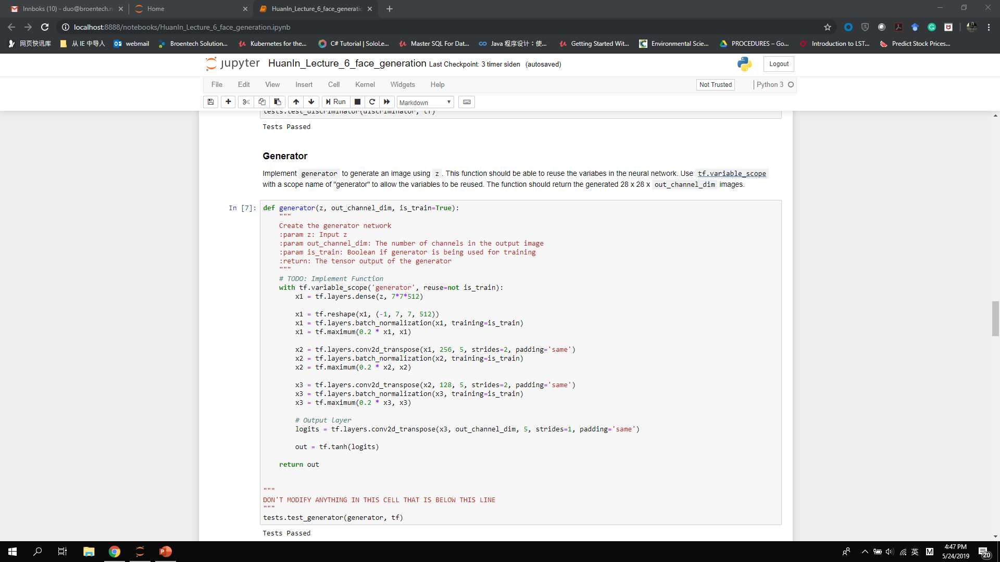 Innboks (10) - duo@broentech.n
Home
HuanIn_Lecture_6_face_generatio
localhost:8888/notebooks/HuanIn_Lecture_6_face_generation.ipynb
网页快讯库
从 IE 中导入
webmail
Broentech Solution...
Kubernetes for the...
C# Tutorial | SoloLe...
Master SQL For Dat...
Java 程序设计：使...
Getting Started Wit...
Environmental Scie...
PROCEDURES – Go...
Introduction to LST...
Predict Stock Prices...
jupyter HuanIn_Lecture_6_face_generation Last Checkpoint: 3 timer siden (autosaved)
Logout
File Edit View Insert Cell Kernel Widgets Help
Not Trusted
Python 3
Run
Markdown
tests.test_discriminator(discriminator, tf)
Tests Passed
Generator
Implement generator to generate an image using z . This function should be able to reuse the variabes in the neural network. Use tf.variable_scope
with a scope name of "generator" to allow the variables to be reused. The function should return the generated 28 x 28 x out_channel_dim images.
In [7]:
def generator(z, out_channel_dim, is_train=True):
"""
Create the generator network
:param z: Input z
:param out_channel_dim: The number of channels in the output image
:param is_train: Boolean if generator is being used for training
:return: The tensor output of the generator
"""
# TODO: Implement Function
with tf.variable_scope('generator', reuse=not is_train):
x1 = tf.layers.dense(z, 7*7*512)
x1 = tf.reshape(x1, (-1, 7, 7, 512))
x1 = tf.layers.batch_normalization(x1, training=is_train)
x1 = tf.maximum(0.2 * x1, x1)
x2 = tf.layers.conv2d_transpose(x1, 256, 5, strides=2, padding='same')
x2 = tf.layers.batch_normalization(x2, training=is_train)
x2 = tf.maximum(0.2 * x2, x2)
x3 = tf.layers.conv2d_transpose(x2, 128, 5, strides=2, padding='same')
x3 = tf.layers.batch_normalization(x3, training=is_train)
x3 = tf.maximum(0.2 * x3, x3)
# Output layer
logits = tf.layers.conv2d_transpose(x3, out_channel_dim, 5, strides=1, padding='same')
out = tf.tanh(logits)
return out
"""
DON'T MODIFY ANYTHING IN THIS CELL THAT IS BELOW THIS LINE
"""
tests.test_generator(generator, tf)
Tests Passed
英
M
4:47 PM
5/24/2019
20